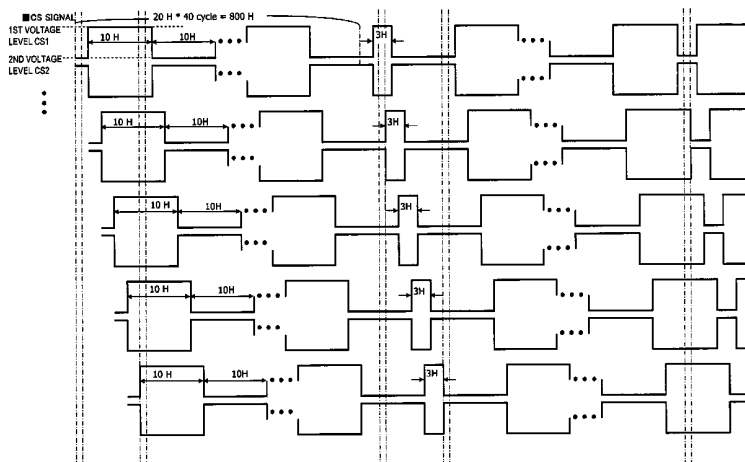 ■CS SIGNAL
20 H * 40 cycle = 800 H
1ST VOLTAGE
LEVEL CS1
2ND VOLTAGE
LEVEL CS2
10 H
10H
3H
10 H
10H
3H
10 H
10H
3H
10 H
10H
3H
10 H
10H
3H